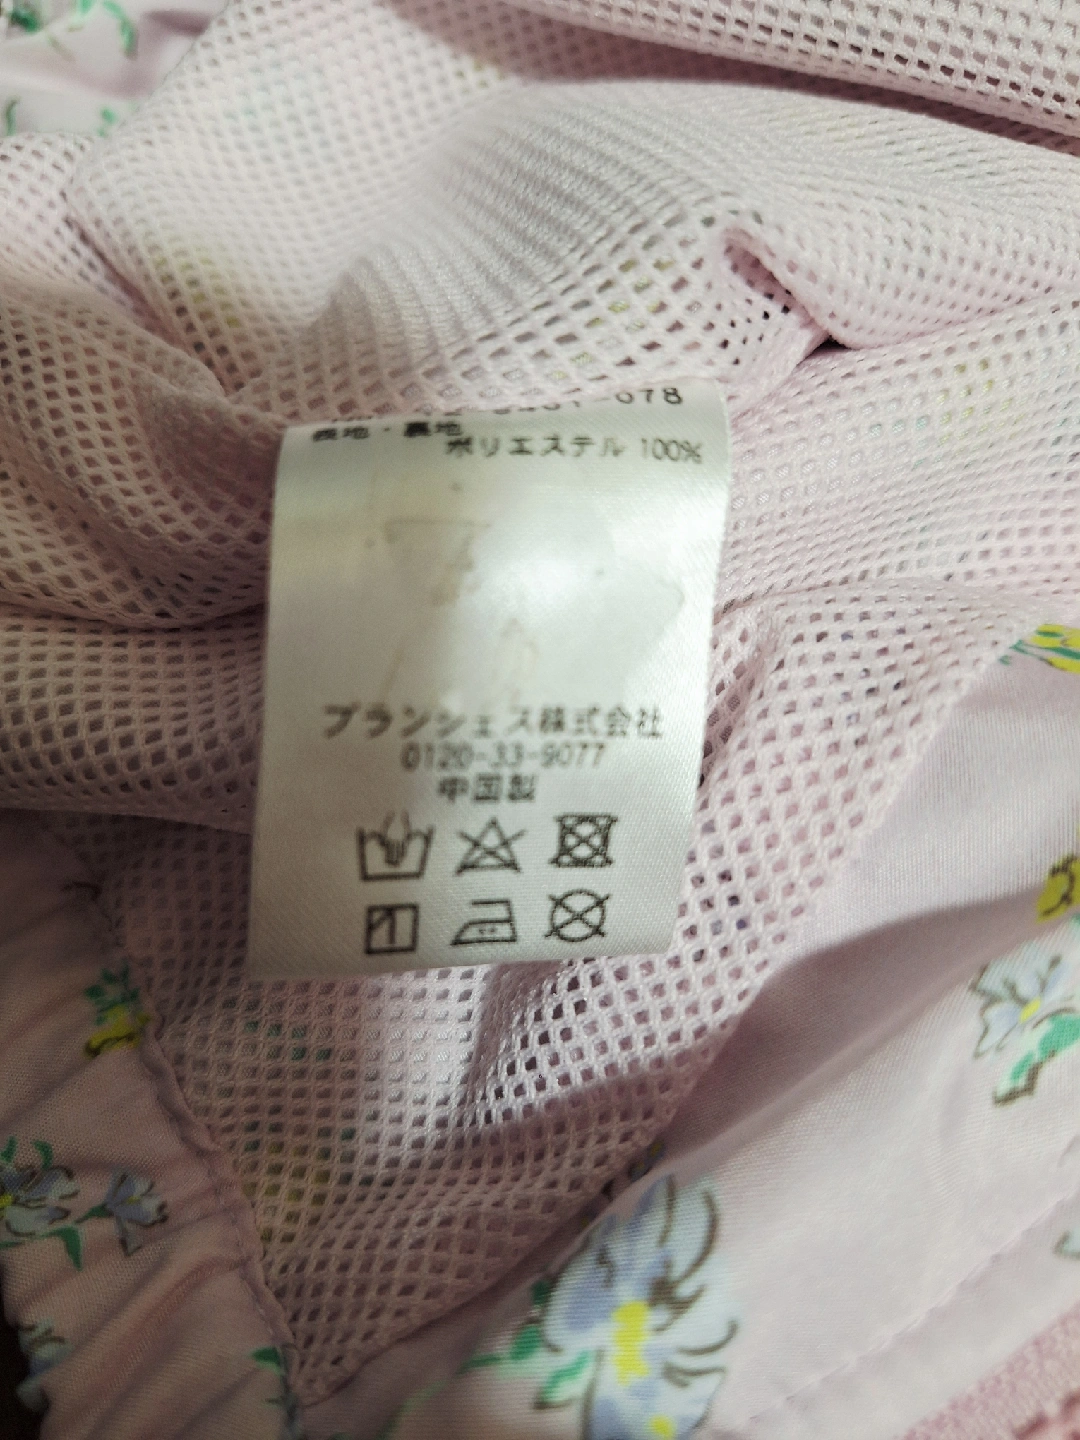 表地・裏地
ポリエステル 100%
ブランシェス株式会社
0120-33-9077
中国製